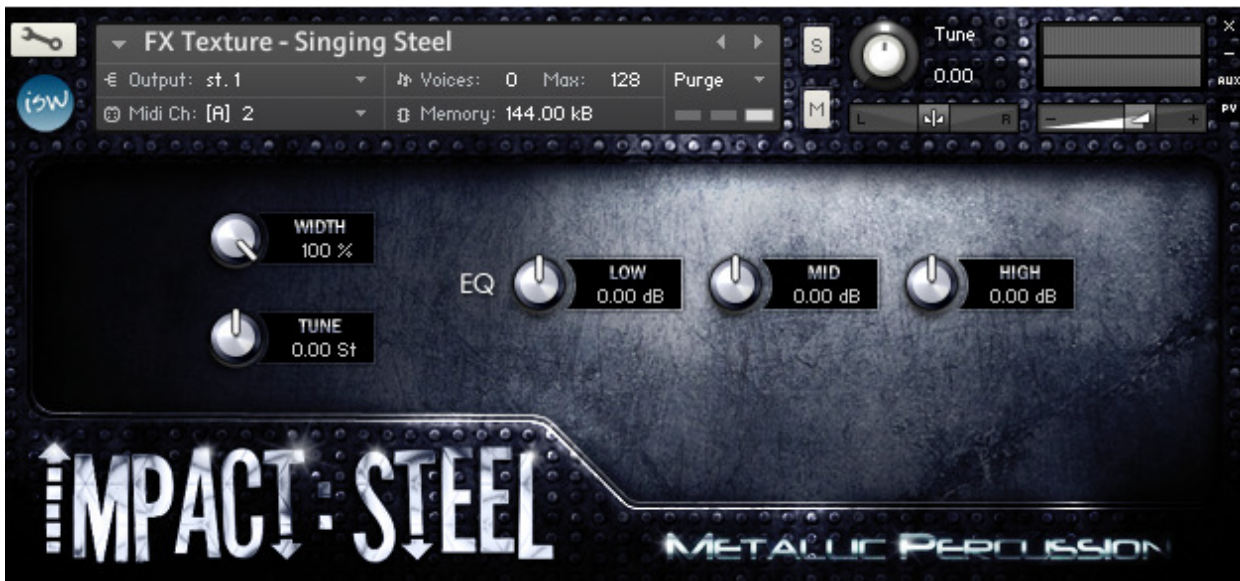 FX Texture - Singing Steel
Output: st. 1
Voices: 0 Max: 128
Purge
Midi Ch: [A] 2
Memory: 144.00 kB
S
M
Tune
0.00
L
R
-
+
×
-
AUX
PV
isw
WIDTH
100 %
TUNE
0.00 St
EQ
LOW
0.00 dB
MID
0.00 dB
HIGH
0.00 dB
IMPACT: STEEL
METALLIC PERCUSSION